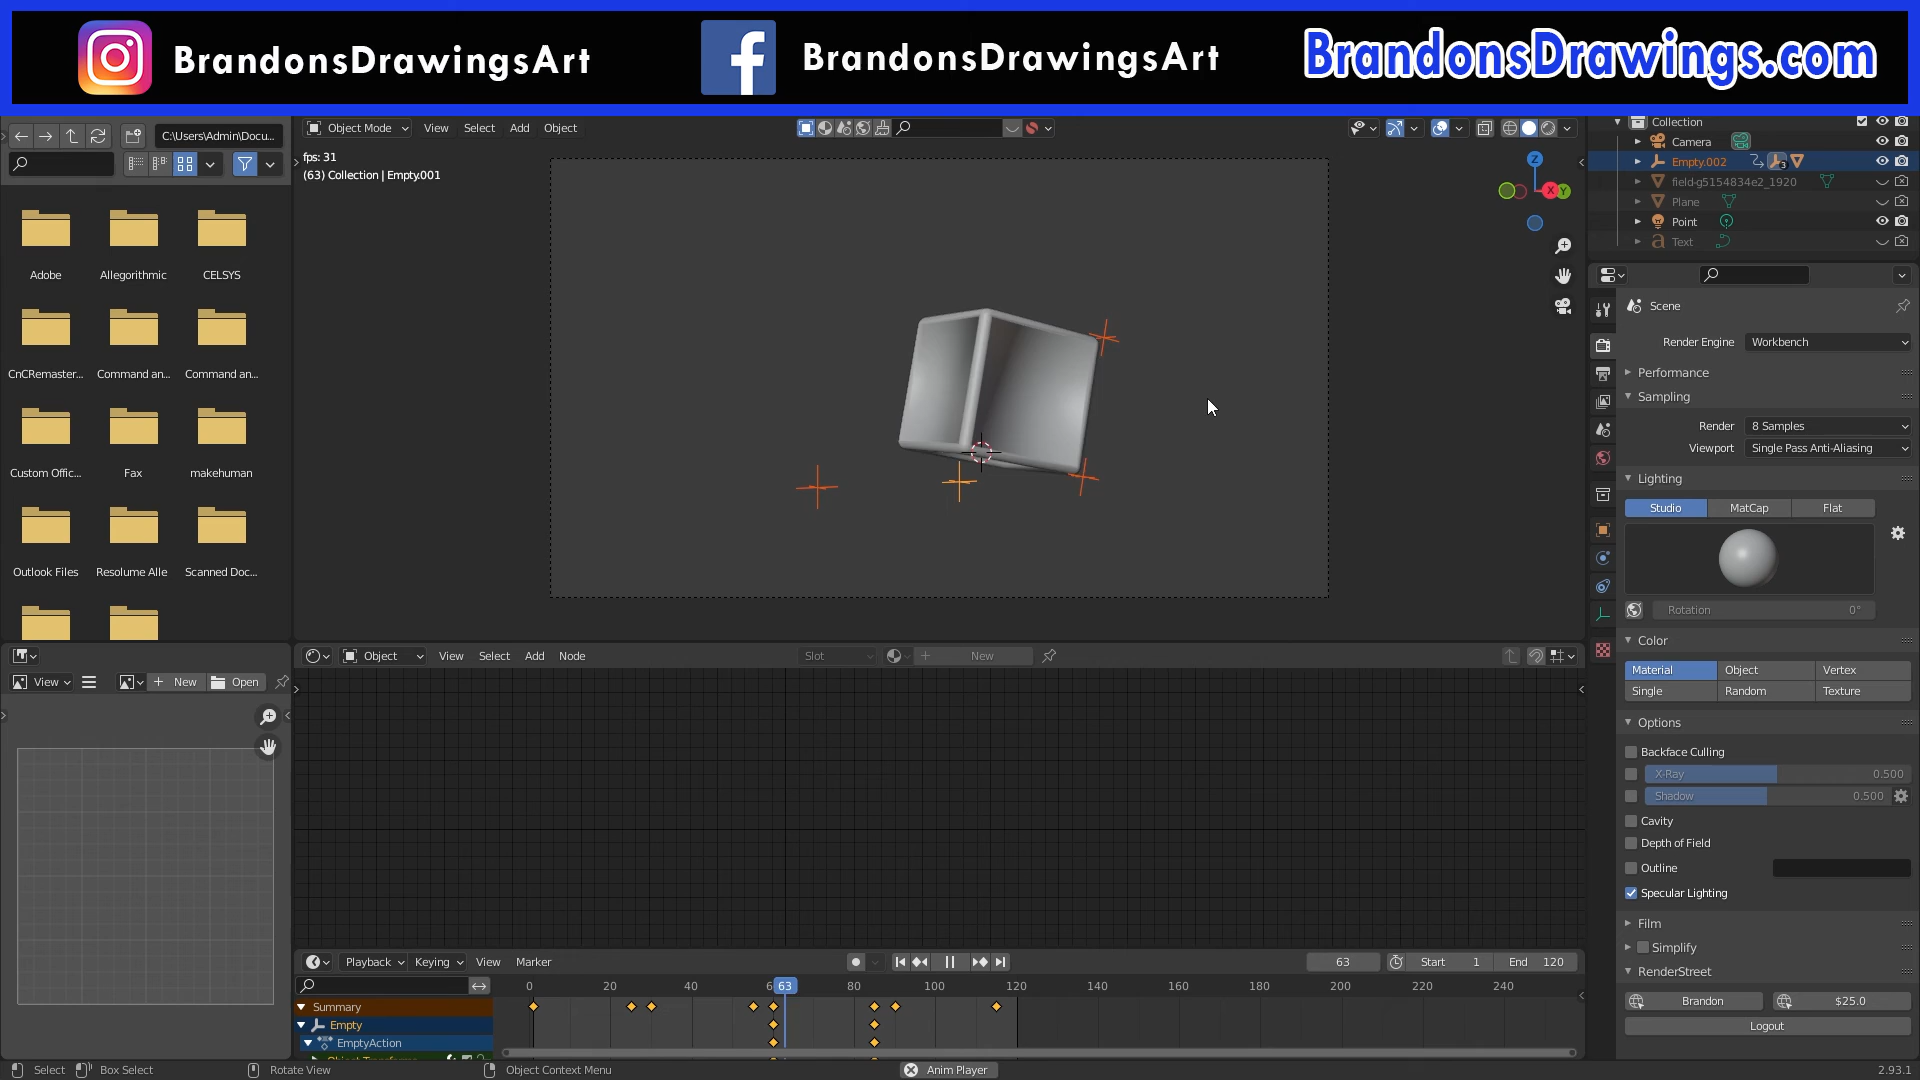 BrandonsDrawingsArt
BrandonsDrawingsArt
BrandonsDrawings.com
C:\Users\Admin\Docu...
Adobe
Allegorithmic
CELSYS
CnCRemaster...
Command an...
Command an...
Custom Offic...
Fax
makehuman
Outlook Files
Resolume Alle
Scanned Doc...
View
New
Open
Object Mode
View
Select
Add
Object
fps: 31
(63) Collection | Empty.001
Z
X
Y
Object
View
Select
Add
Node
Slot
New
Playback
Keying
View
Marker
63
Start 1
End 120
0 20 40 63 80 100 120 140 160 180 200 220 240
Summary
Empty
EmptyAction
Collection
Camera
Empty.002
3
field-g5154834e2_1920
Plane
Point
Text
Scene
Render Engine Workbench
Performance
Sampling
Render 8 Samples
Viewport Single Pass Anti-Aliasing
Lighting
Studio MatCap Flat
Rotation 0°
Color
Material Object Vertex
Single Random Texture
Options
Backface Culling
X-Ray 0.500
Shadow 0.500
Cavity
Depth of Field
Outline
Specular Lighting
Film
Simplify
RenderStreet
Brandon $25.0
Logout
Select
Box Select
Rotate View
Object Context Menu
Anim Player
2.93.1